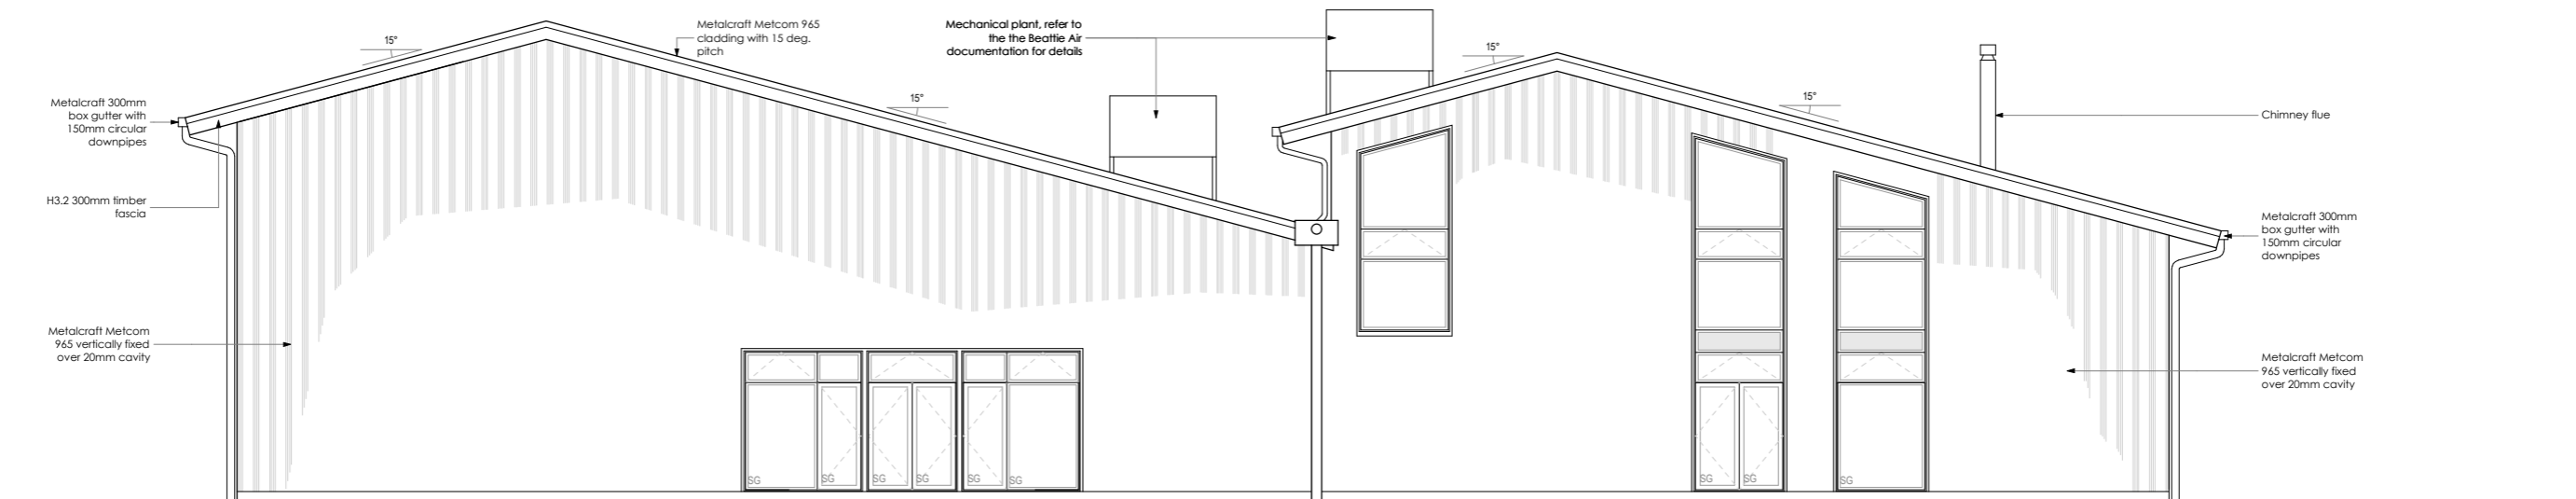 Metalcraft Metcom 965
cladding with 15 deg.
pitch
Mechanical plant, refer to
the the Beattie Air
documentation for details
15°
15°
15°
15°
Metalcraft 300mm
box gutter with
150mm circular
downpipes
Chimney flue
H3.2 300mm timber
fascia
Metalcraft 300mm
box gutter with
150mm circular
downpipes
Metalcraft Metcom
965 vertically fixed
over 20mm cavity
Metalcraft Metcom
965 vertically fixed
over 20mm cavity
SG
SG
SG
SG
SG
SG
SG
SG
SG